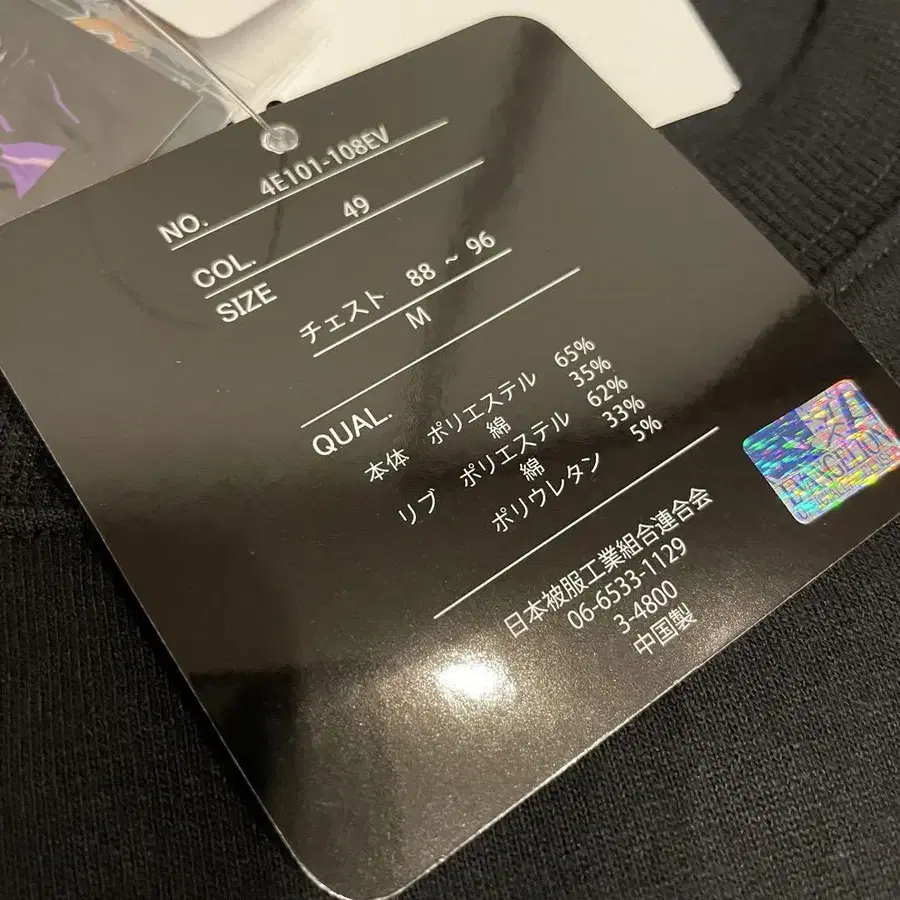 NO. 4E101-108EV
COL. 49
SIZE
チェスト 88 ~ 96
M
QUAL.
本体 ポリエステル 65%
綿 35%
リブ ポリエステル 62%
綿 33%
ポリウレタン 5%
日本被服工業組合連合会
06-6533-1129
3-4800
中国製
EVANGELION